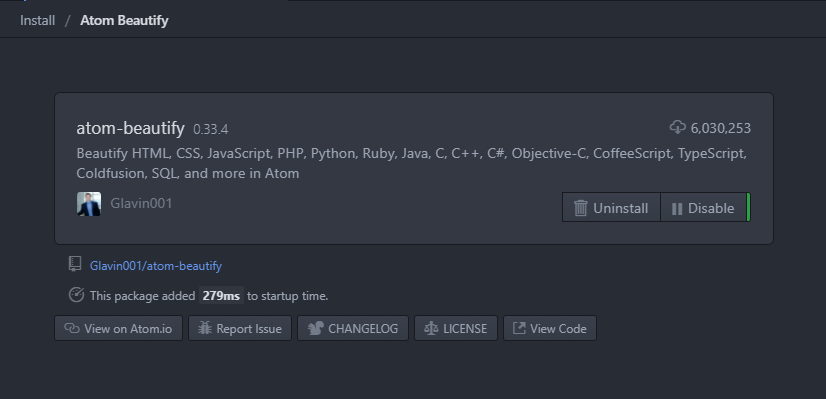 Install / Atom Beautify
atom-beautify 0.33.4 6,030,253
Beautify HTML, CSS, JavaScript, PHP, Python, Ruby, Java, C, C++, C#, Objective-C, CoffeeScript, TypeScript,
Coldfusion, SQL, and more in Atom
Glavin001 Uninstall Disable
Glavin001/atom-beautify
This package added 279ms to startup time.
View on Atom.io Report Issue CHANGELOG LICENSE View Code